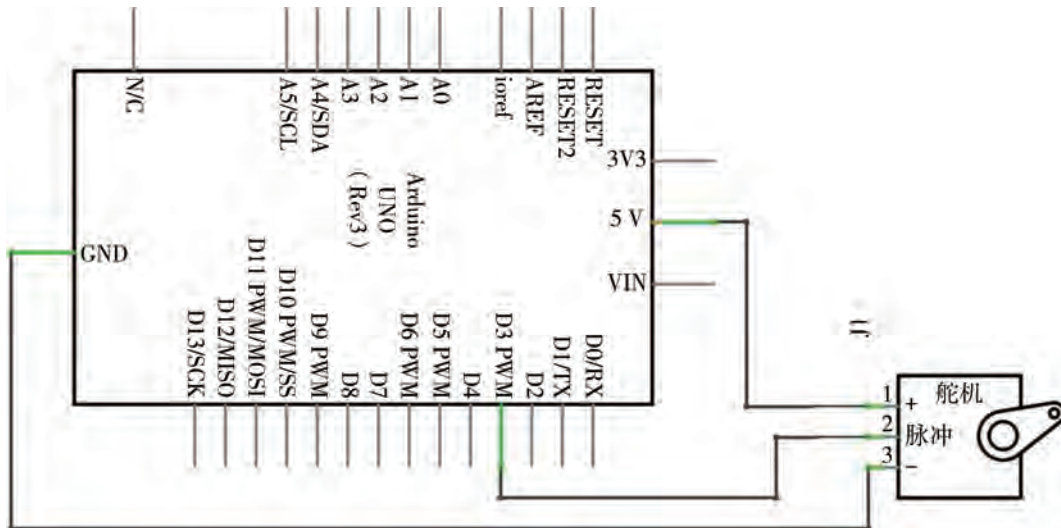 N/C
A5/SCL
A4/SDA
A3
A2
A1
A0
ioref
AREF
RESET2
RESET
3V3
5 V
VIN
GND
Arduino
UNO
( Rev3 )
D13/SCK
D12/MISO
D11 PWM/MOSI
D10 PWM/SS
D9 PWM
D8
D7
D6 PWM
D5 PWM
D4
D3 PWM
D2
D1/TX
D0/RX
J1
1 + 舵机
2 脉冲
3 −